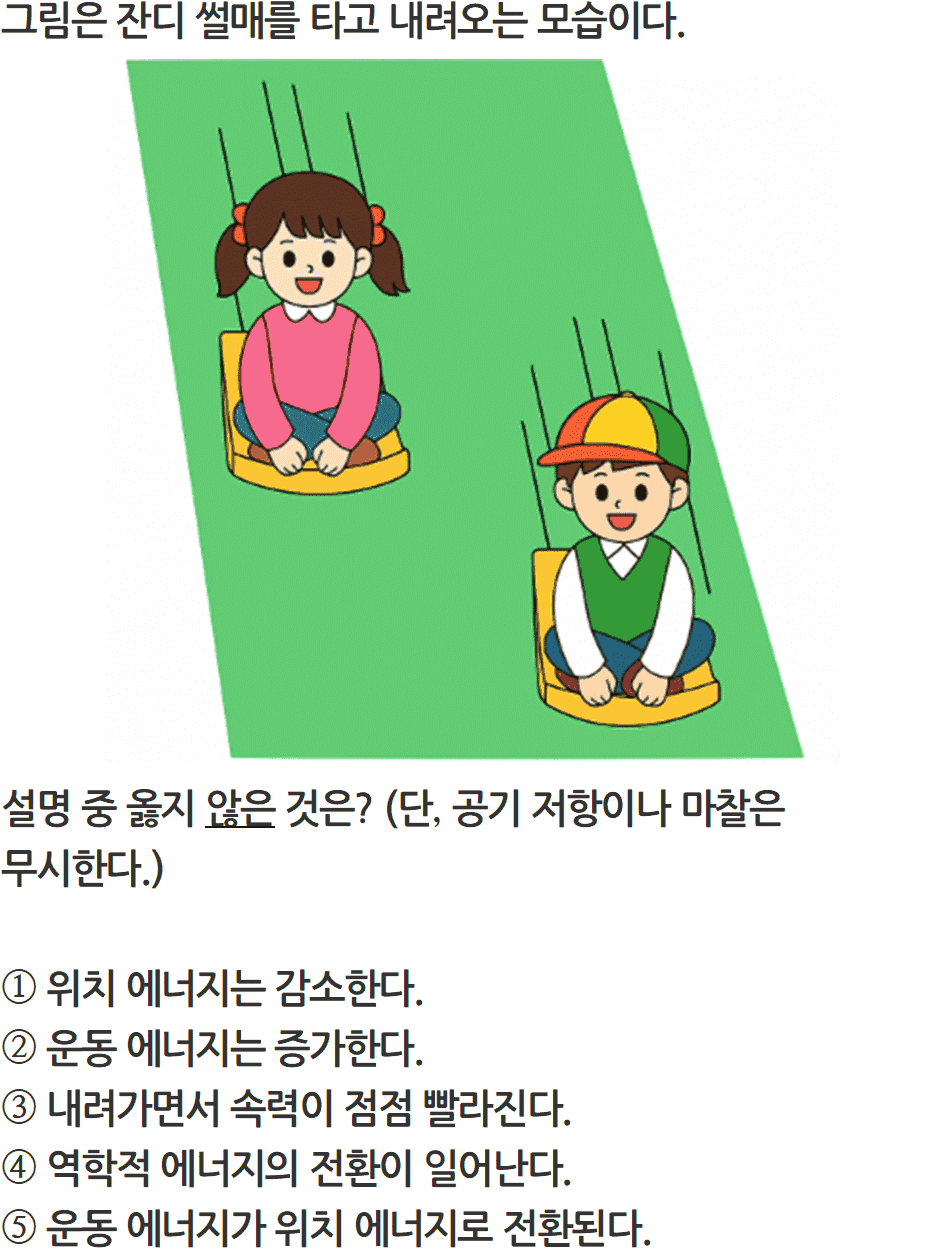 그림은 잔디 썰매를 타고 내려오는 모습이다.
설명 중 옳지 않은 것은? (단, 공기 저항이나 마찰은
무시한다.)
① 위치 에너지는 감소한다.
② 운동 에너지는 증가한다.
③ 내려가면서 속력이 점점 빨라진다.
④ 역학적 에너지의 전환이 일어난다.
⑤ 운동 에너지가 위치 에너지로 전환된다.